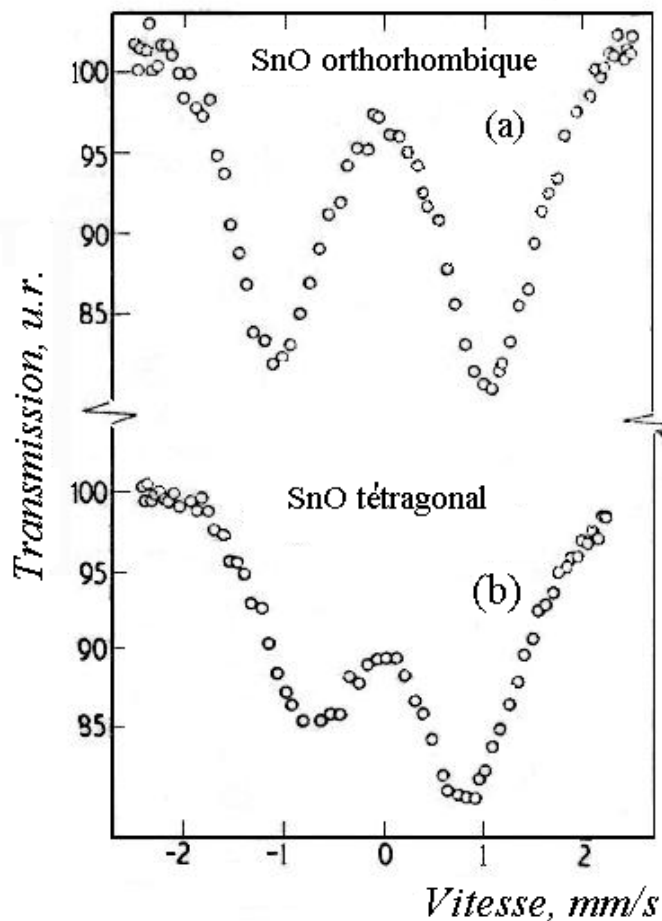 SnO orthorhombique
(a)
100
95
90
85
Transmission, u.r.
SnO tétragonal
(b)
100
95
90
85
-2 -1 0 1 2
Vitesse, mm/s